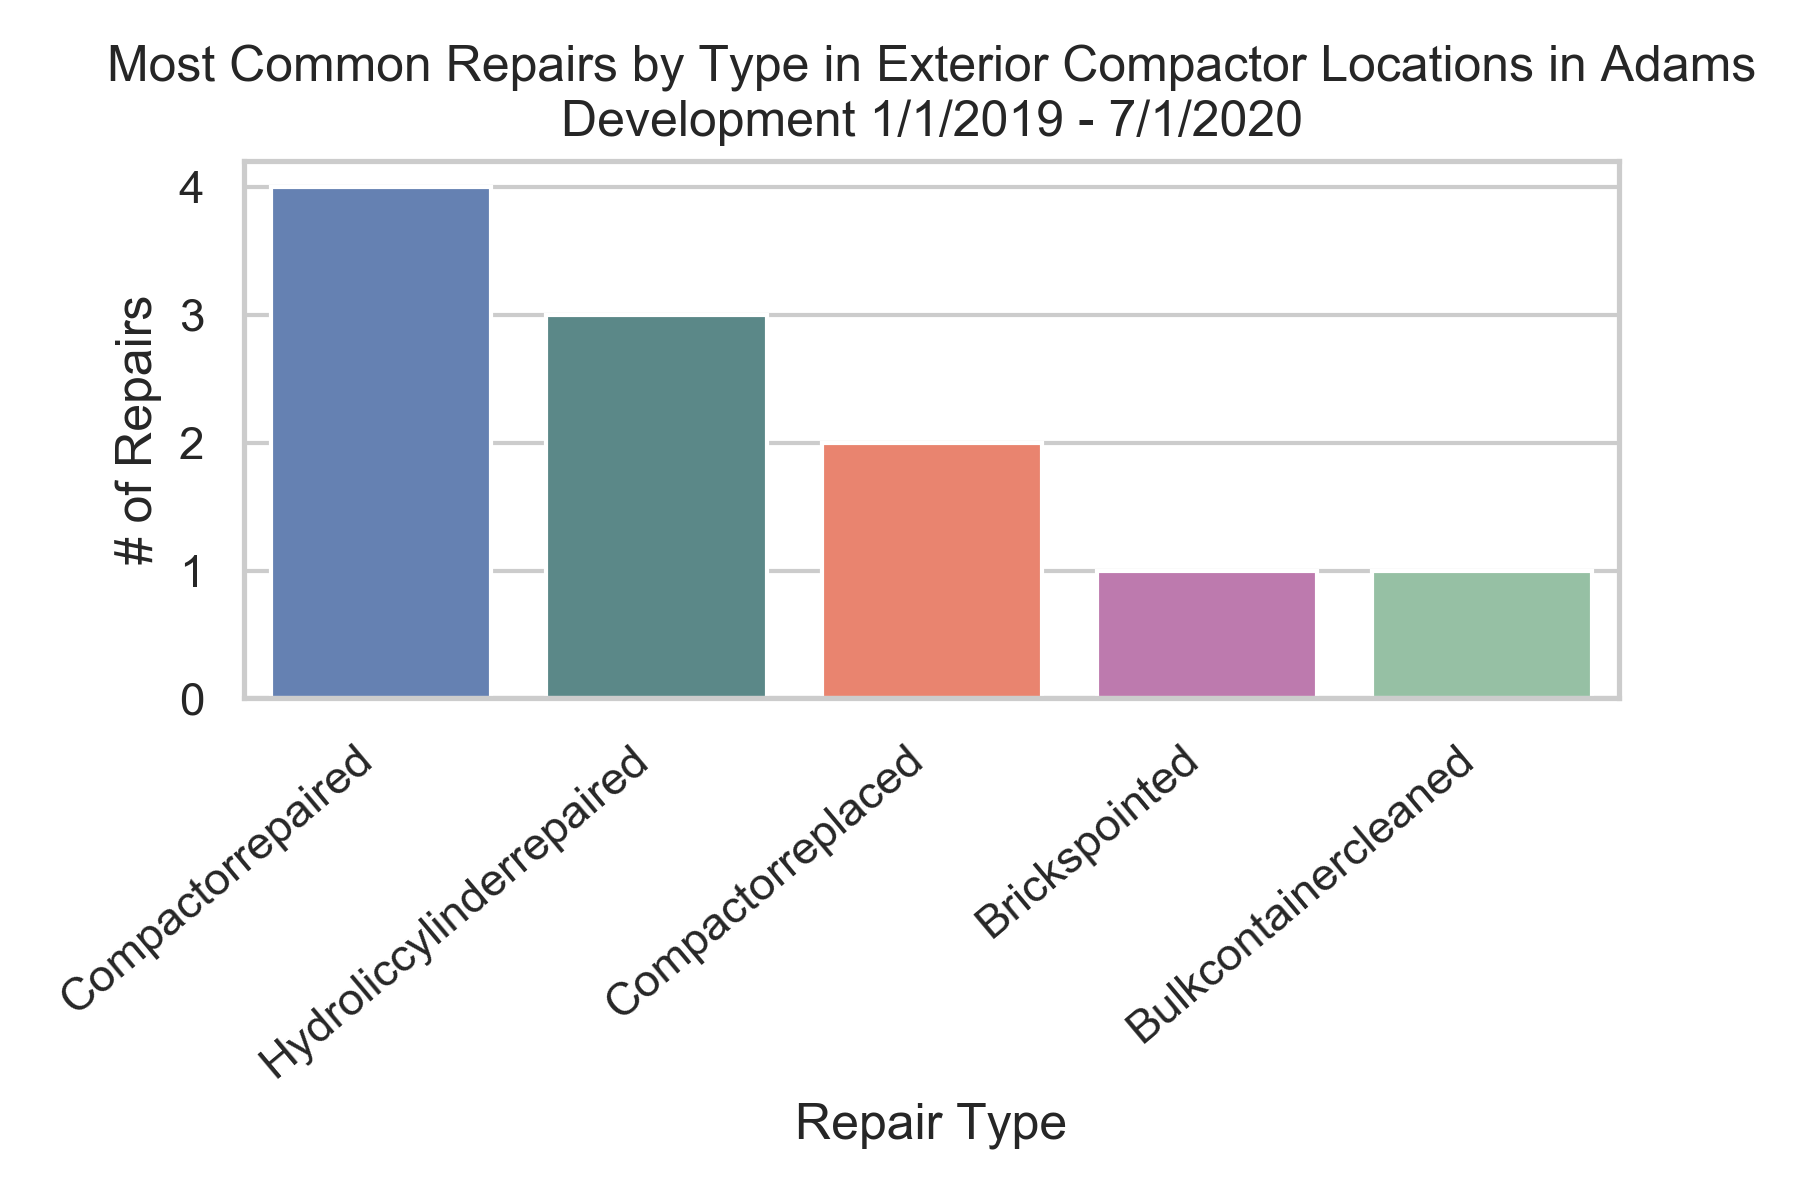 Most Common Repairs by Type in Exterior Compactor Locations in Adams
Development 1/1/2019 - 7/1/2020
# of Repairs
4
3
2
1
0
Compactorrepaired
Hydroliccylinderrepaired
Compactorreplaced
Brickspointed
Bulkcontainercleaned
Repair Type